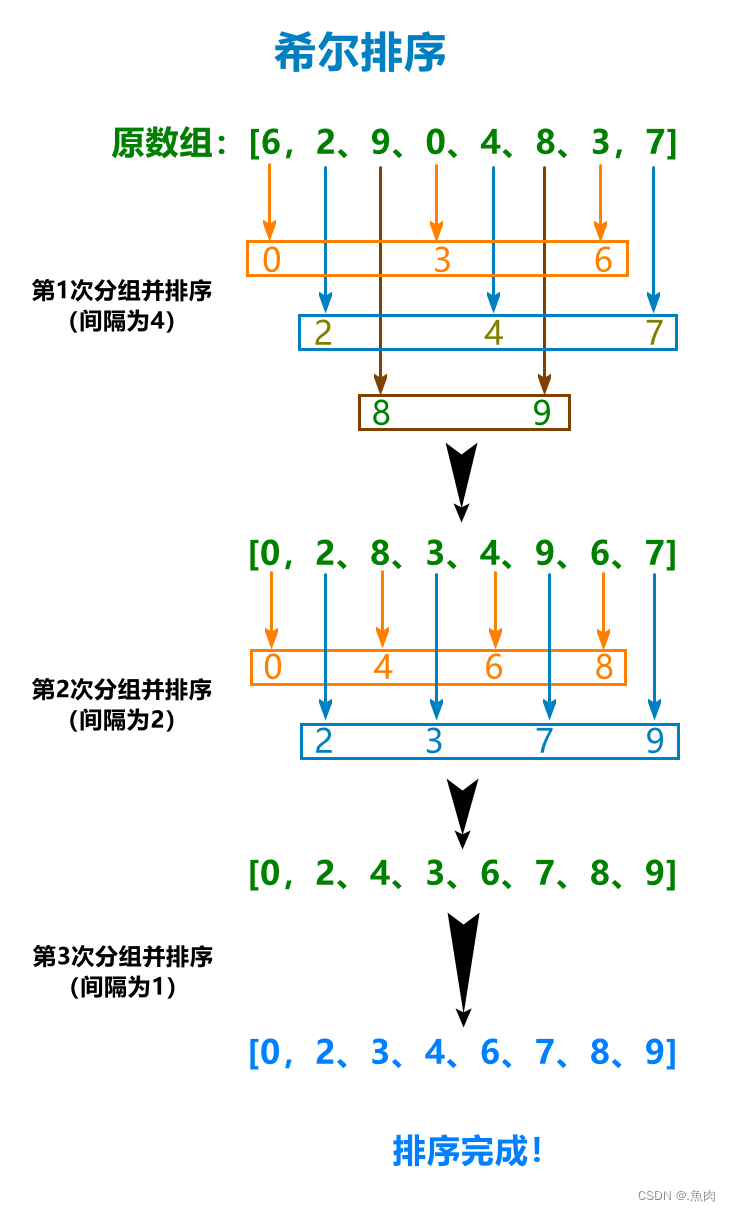 希尔排序
原数组：[6，2、9、0、4、8、3，7]
0 3 6
第1次分组并排序
（间隔为4）
2 4 7
8 9
[0，2、8、3、4、9、6、7]
0 4 6 8
第2次分组并排序
（间隔为2）
2 3 7 9
[0，2、4、3、6、7、8、9]
第3次分组并排序
（间隔为1）
[0，2、3、4、6、7、8、9]
排序完成！
CSDN @.魚肉